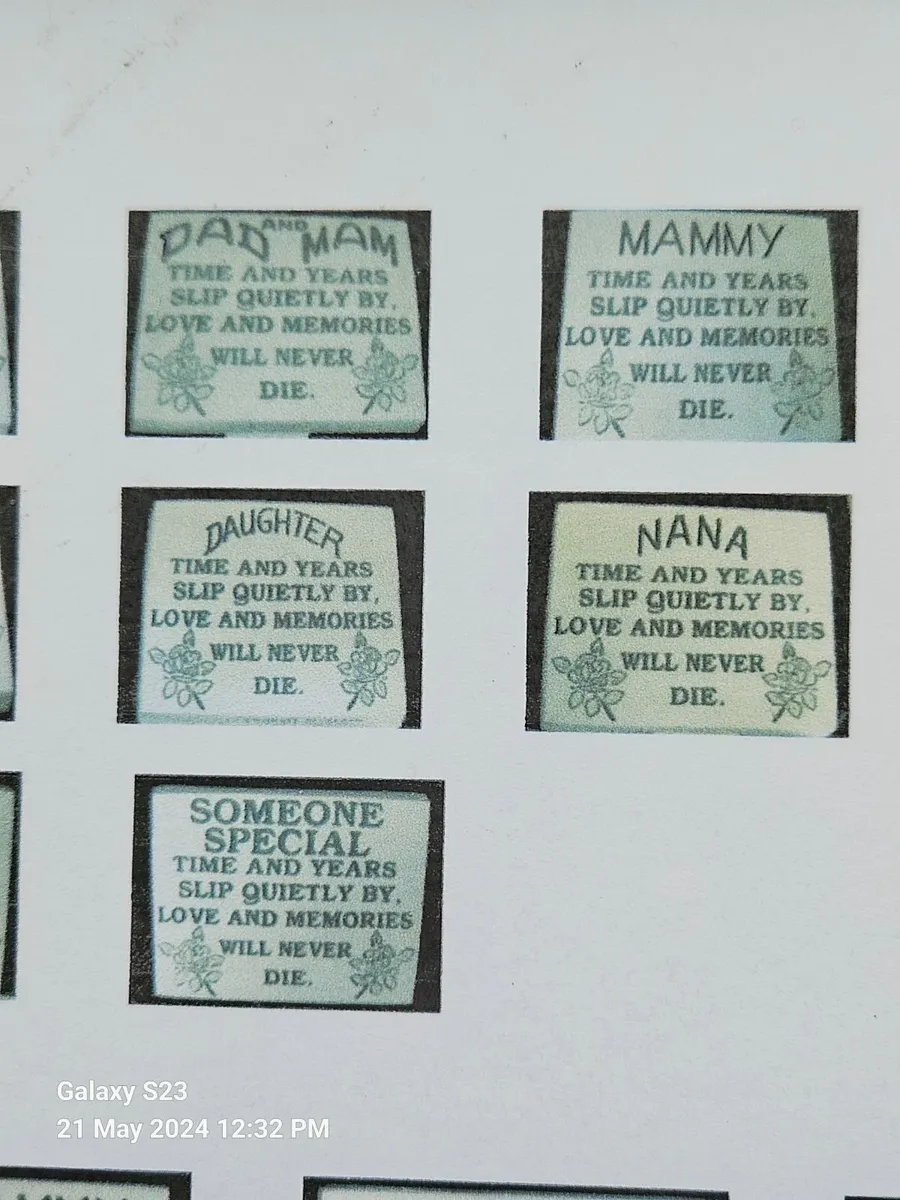 DAD AND MAM
TIME AND YEARS
SLIP QUIETLY BY,
LOVE AND MEMORIES
WILL NEVER
DIE.
MAMMY
TIME AND YEARS
SLIP QUIETLY BY,
LOVE AND MEMORIES
WILL NEVER
DIE.
DAUGHTER
TIME AND YEARS
SLIP QUIETLY BY,
LOVE AND MEMORIES
WILL NEVER
DIE.
NANA
TIME AND YEARS
SLIP QUIETLY BY,
LOVE AND MEMORIES
WILL NEVER
DIE.
SOMEONE
SPECIAL
TIME AND YEARS
SLIP QUIETLY BY,
LOVE AND MEMORIES
WILL NEVER
DIE.
Galaxy S23
21 May 2024 12:32 PM